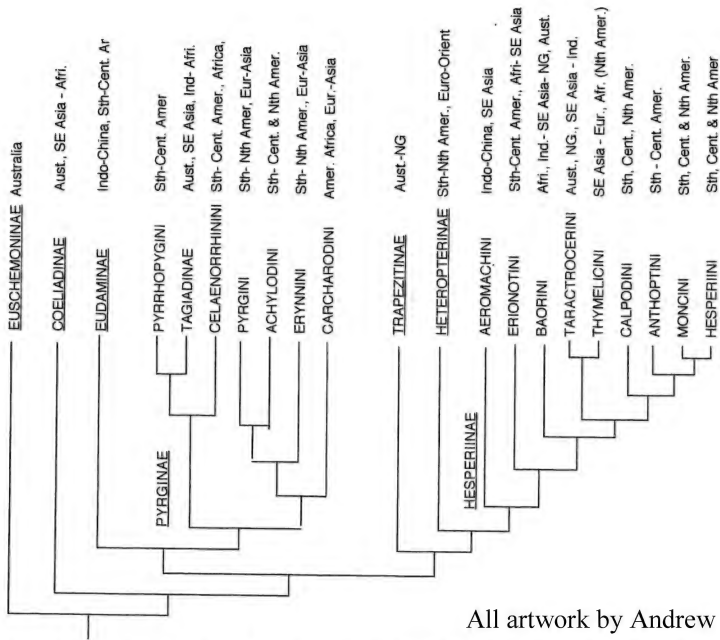 EUSCHEMONINAE Australia
COELIADINAE Aust., SE Asia - Afri.
EUDAMINAE Indo-China, Sth-Cent. Ar
PYRGINAE
PYRRHOPYGINI Sth-Cent. Amer
TAGIADINAE Aust., SE Asia, Ind- Afri.
CELAENORRHININI Sth- Cent. Amer., Africa,
PYRGINI Sth- Nth Amer, Eur-Asia
ACHYLODINI Sth- Cent. & Nth Amer.
ERYNNINI Sth- Nth Amer., Eur-Asia
CARCHARODINI Amer. Africa, Eur.-Asia
TRAPEZITINAE Aust.-NG
HETEROPTERINAE Sth-Nth Amer., Euro-Orient
HESPERIINAE
AEROMACHINI Indo-China, SE Asia
ERIONOTINI Sth-Cent. Amer., Afri- SE Asia
BAORINI Afri., Ind.- SE Asia- NG, Aust.
TARACTROCERINI Aust., NG., SE Asia - Ind.
THYMELICINI SE Asia - Eur., Afr, (Nth Amer.)
CALPODINI Sth, Cent., Nth Amer.
ANTHOPTINI Sth - Cent. Amer.
MONCINI Sth, Cent. & Nth Amer.
HESPERIINI Sth, Cent. & Nth Amer.
All artwork by Andrew